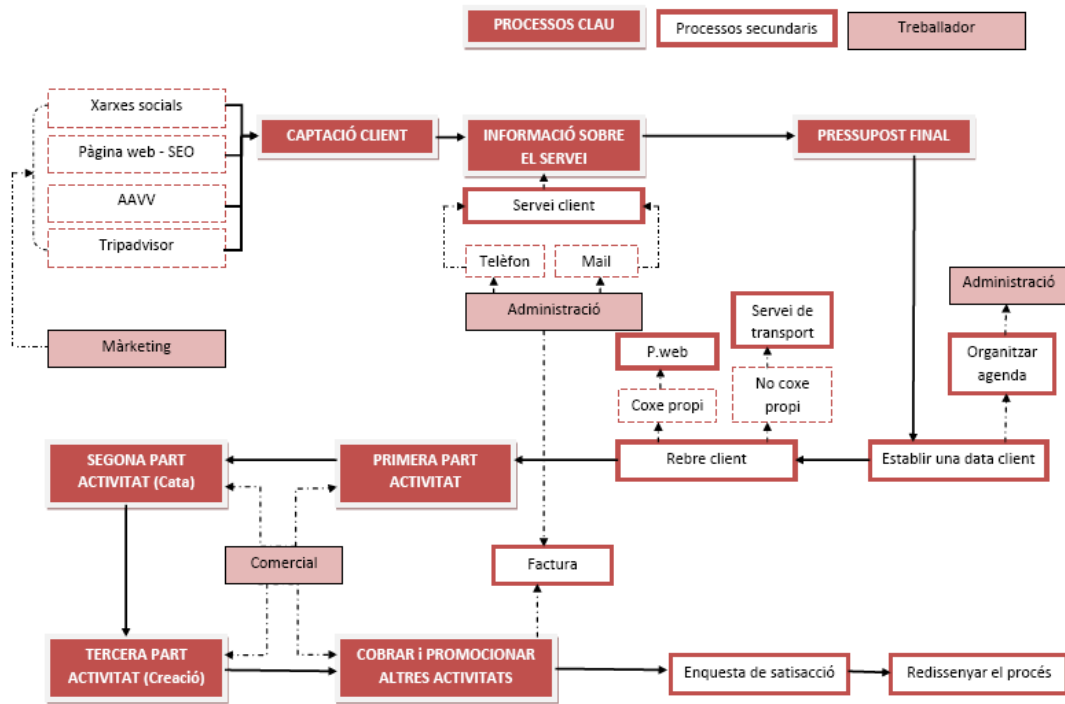 PROCESSOS CLAU
Processos secundaris
Treballador
Xarxes socials
Pàgina web - SEO
AAVV
Tripadvisor
Màrketing
CAPTACIÓ CLIENT
INFORMACIÓ SOBRE
EL SERVEI
PRESSUPOST FINAL
Servei client
Telèfon
Mail
Administració
Administració
Organitzar
agenda
Servei de
transport
P.web
No coxe
propi
Coxe propi
Establir una data client
Rebre client
PRIMERA PART
ACTIVITAT
SEGONA PART
ACTIVITAT (Cata)
Comercial
Factura
TERCERA PART
ACTIVITAT (Creació)
COBRAR i PROMOCIONAR
ALTRES ACTIVITATS
Enquesta de satisacció
Redissenyar el procés